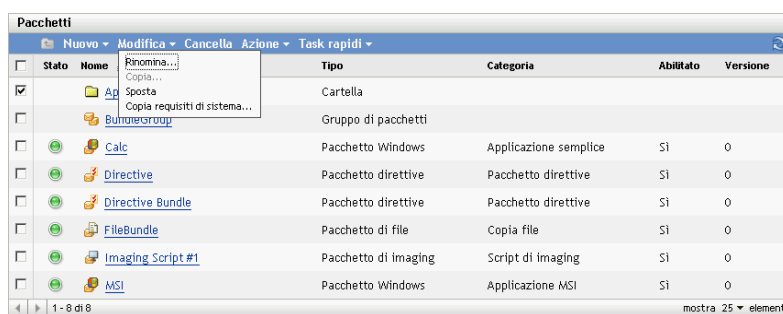 Pacchetti
Nuovo Modifica Cancella Azione Task rapidi
Stato Nome Tipo Categoria Abilitato Versione
Rinomina...
Copia...
Sposta
Copia requisiti di sistema...
Ap Cartella
BundleGroup Gruppo di pacchetti
Calc Pacchetto Windows Applicazione semplice Sì 0
Directive Pacchetto direttive Pacchetto direttive Sì 0
Directive Bundle Pacchetto direttive Pacchetto direttive Sì 0
FileBundle Pacchetto di file Copia file Sì 0
Imaging Script #1 Pacchetto di imaging Script di imaging Sì 0
MSI Pacchetto Windows Applicazione MSI Sì 0
1 - 8 di 8 mostra 25 element